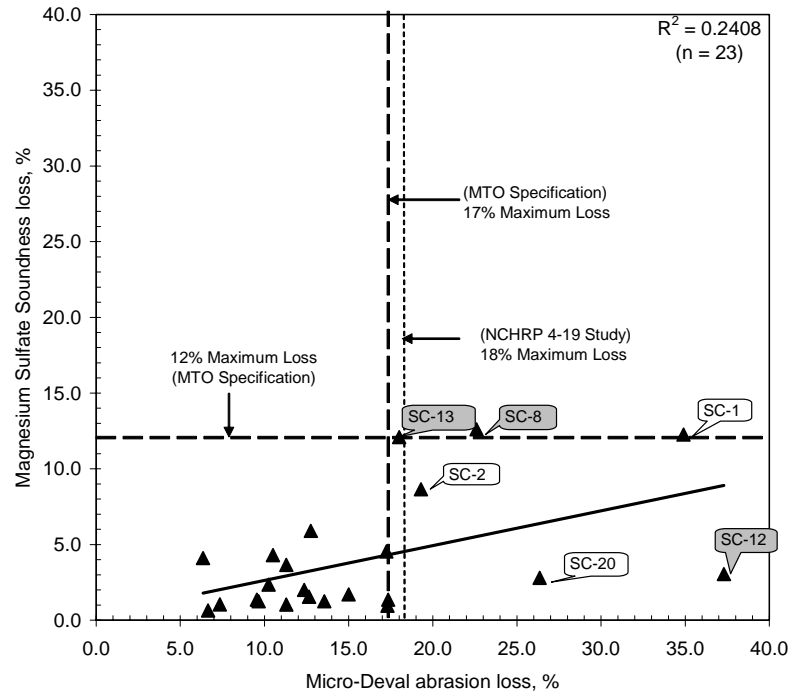 R² = 0.2408
(n = 23)
Magnesium Sulfate Soundness loss, %
40.0
35.0
30.0
25.0
20.0
15.0
10.0
5.0
0.0
(MTO Specification)
17% Maximum Loss
(NCHRP 4-19 Study)
18% Maximum Loss
12% Maximum Loss
(MTO Specification)
SC-13
SC-8
SC-1
SC-2
SC-12
SC-20
0.0 5.0 10.0 15.0 20.0 25.0 30.0 35.0 40.0
Micro-Deval abrasion loss, %